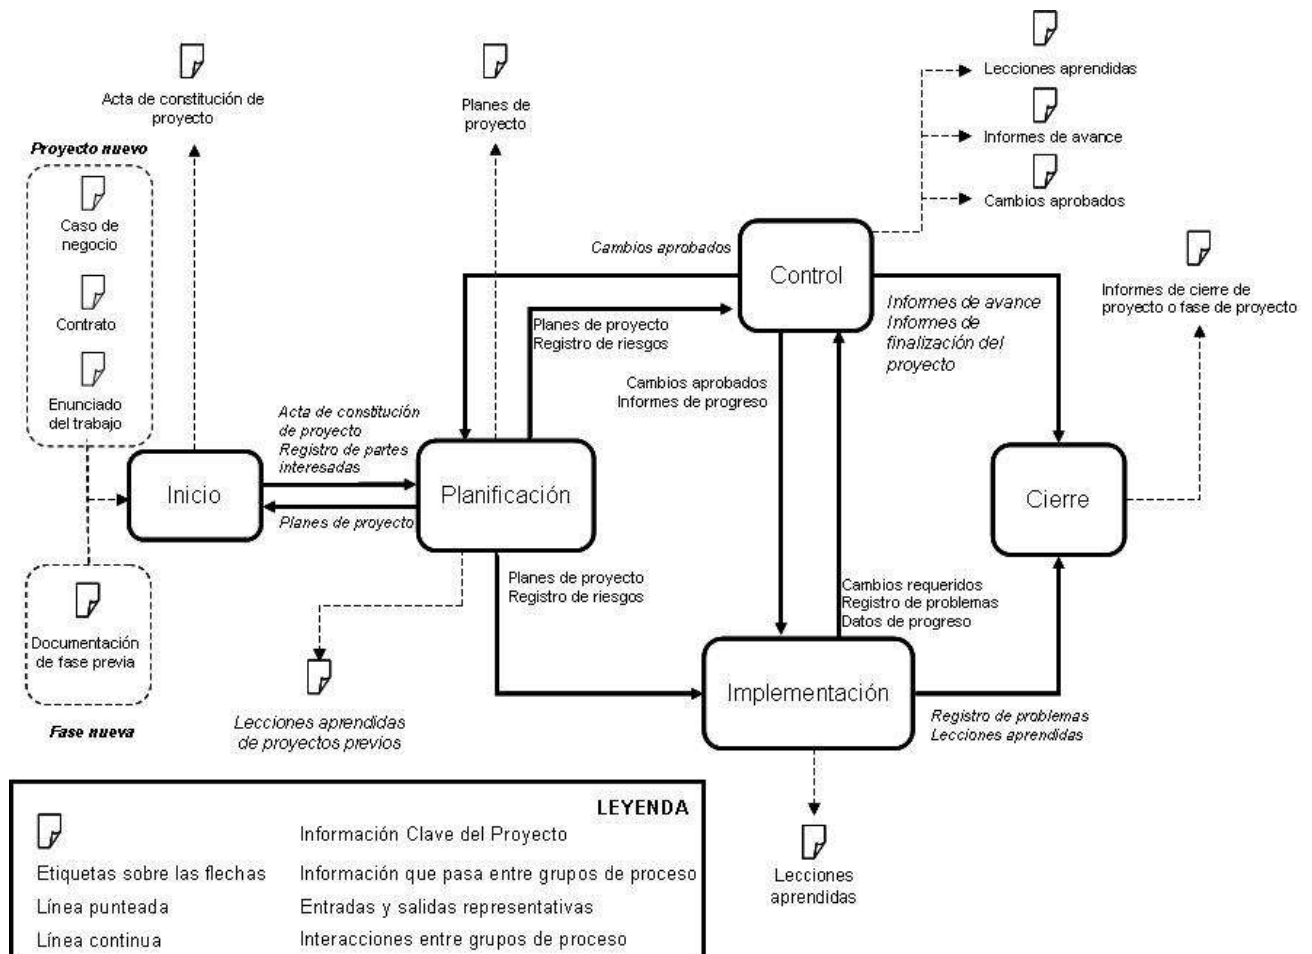 Acta de constitución de
proyecto
Planes de
proyecto
Lecciones aprendidas
Informes de avance
Cambios aprobados
Proyecto nuevo
Caso de
negocio
Contrato
Enunciado
del trabajo
Cambios aprobados
Control
Planes de proyecto
Registro de riesgos
Informes de avance
Informes de
finalización del
proyecto
Informes de cierre de
proyecto o fase de proyecto
Cambios aprobados
Informes de progreso
Acta de constitución
de proyecto
Registro de partes
interesadas
Inicio
Planificación
Cierre
Planes de proyecto
Planes de proyecto
Registro de riesgos
Cambios requeridos
Registro de problemas
Datos de progreso
Documentación
de fase previa
Fase nueva
Lecciones aprendidas
de proyectos previos
Implementación
Registro de problemas
Lecciones aprendidas
Lecciones
aprendidas
LEYENDA
Información Clave del Proyecto
Etiquetas sobre las flechas Información que pasa entre grupos de proceso
Línea punteada Entradas y salidas representativas
Línea continua Interacciones entre grupos de proceso